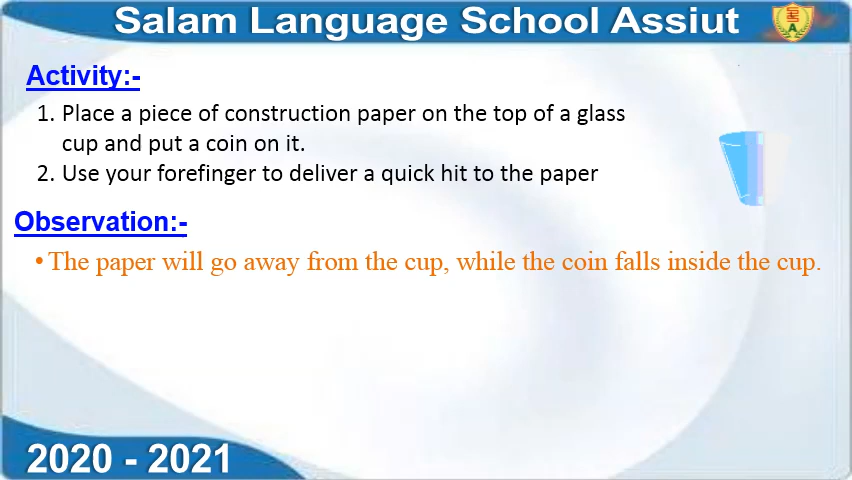 Salam Language School Assiut
A
Activity:-
1. Place a piece of construction paper on the top of a glass
cup and put a coin on it.
2. Use your forefinger to deliver a quick hit to the paper
Observation:-
• The paper will go away from the cup, while the coin falls inside the cup.
2020 - 2021